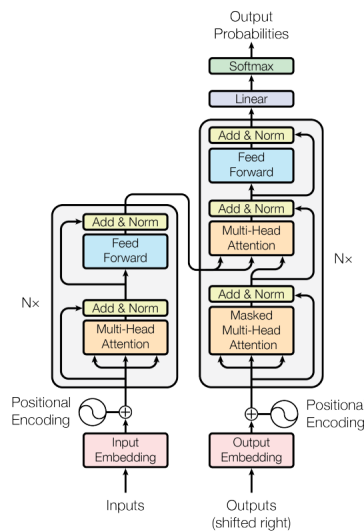 Output
Probabilities
Softmax
Linear
Add & Norm
Feed
Forward
Add & Norm
Multi-Head
Attention
Add & Norm
Masked
Multi-Head
Attention
N×
Positional
Encoding
Output
Embedding
Outputs
(shifted right)
Add & Norm
Feed
Forward
Add & Norm
Multi-Head
Attention
N×
Positional
Encoding
Input
Embedding
Inputs